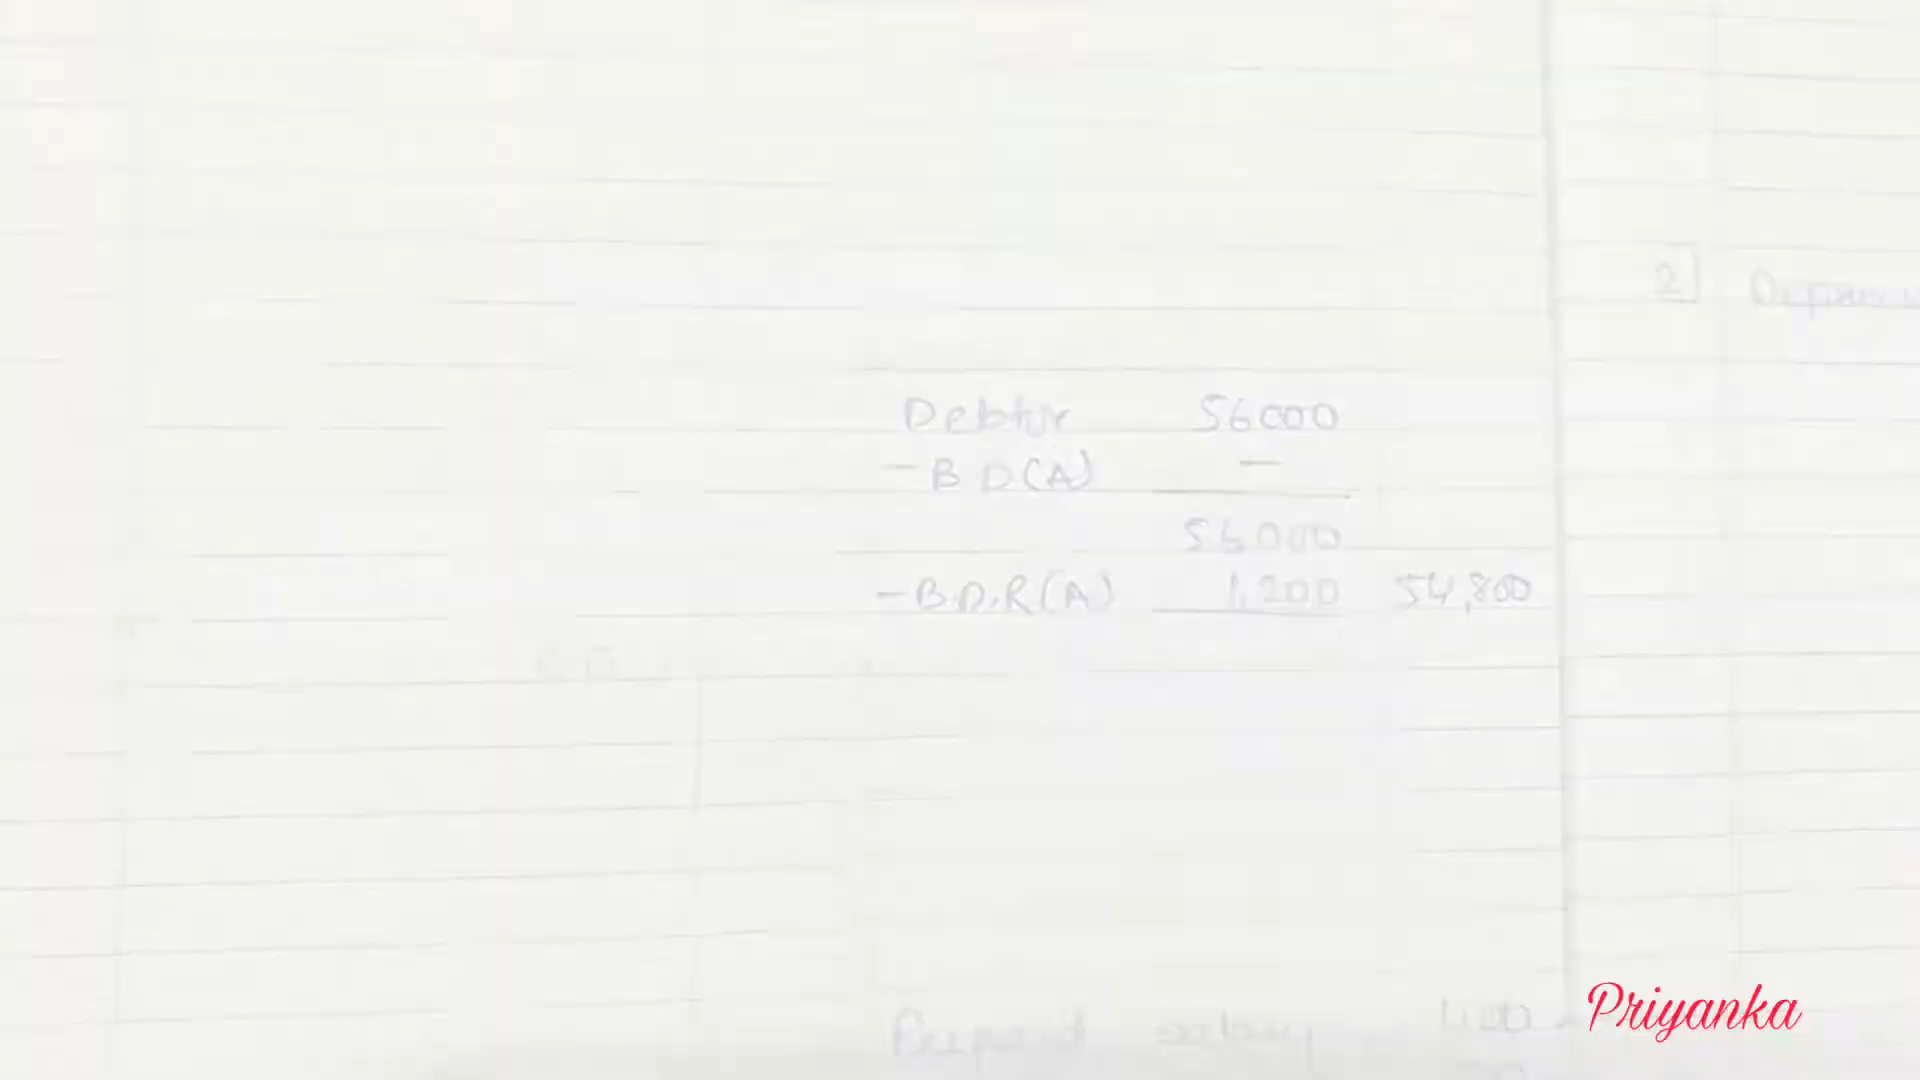 Debtor 56000
- B D (A) —
56000
- B.D.R (A) 1,200 54,800
2
Prepaid salary
Priyanka